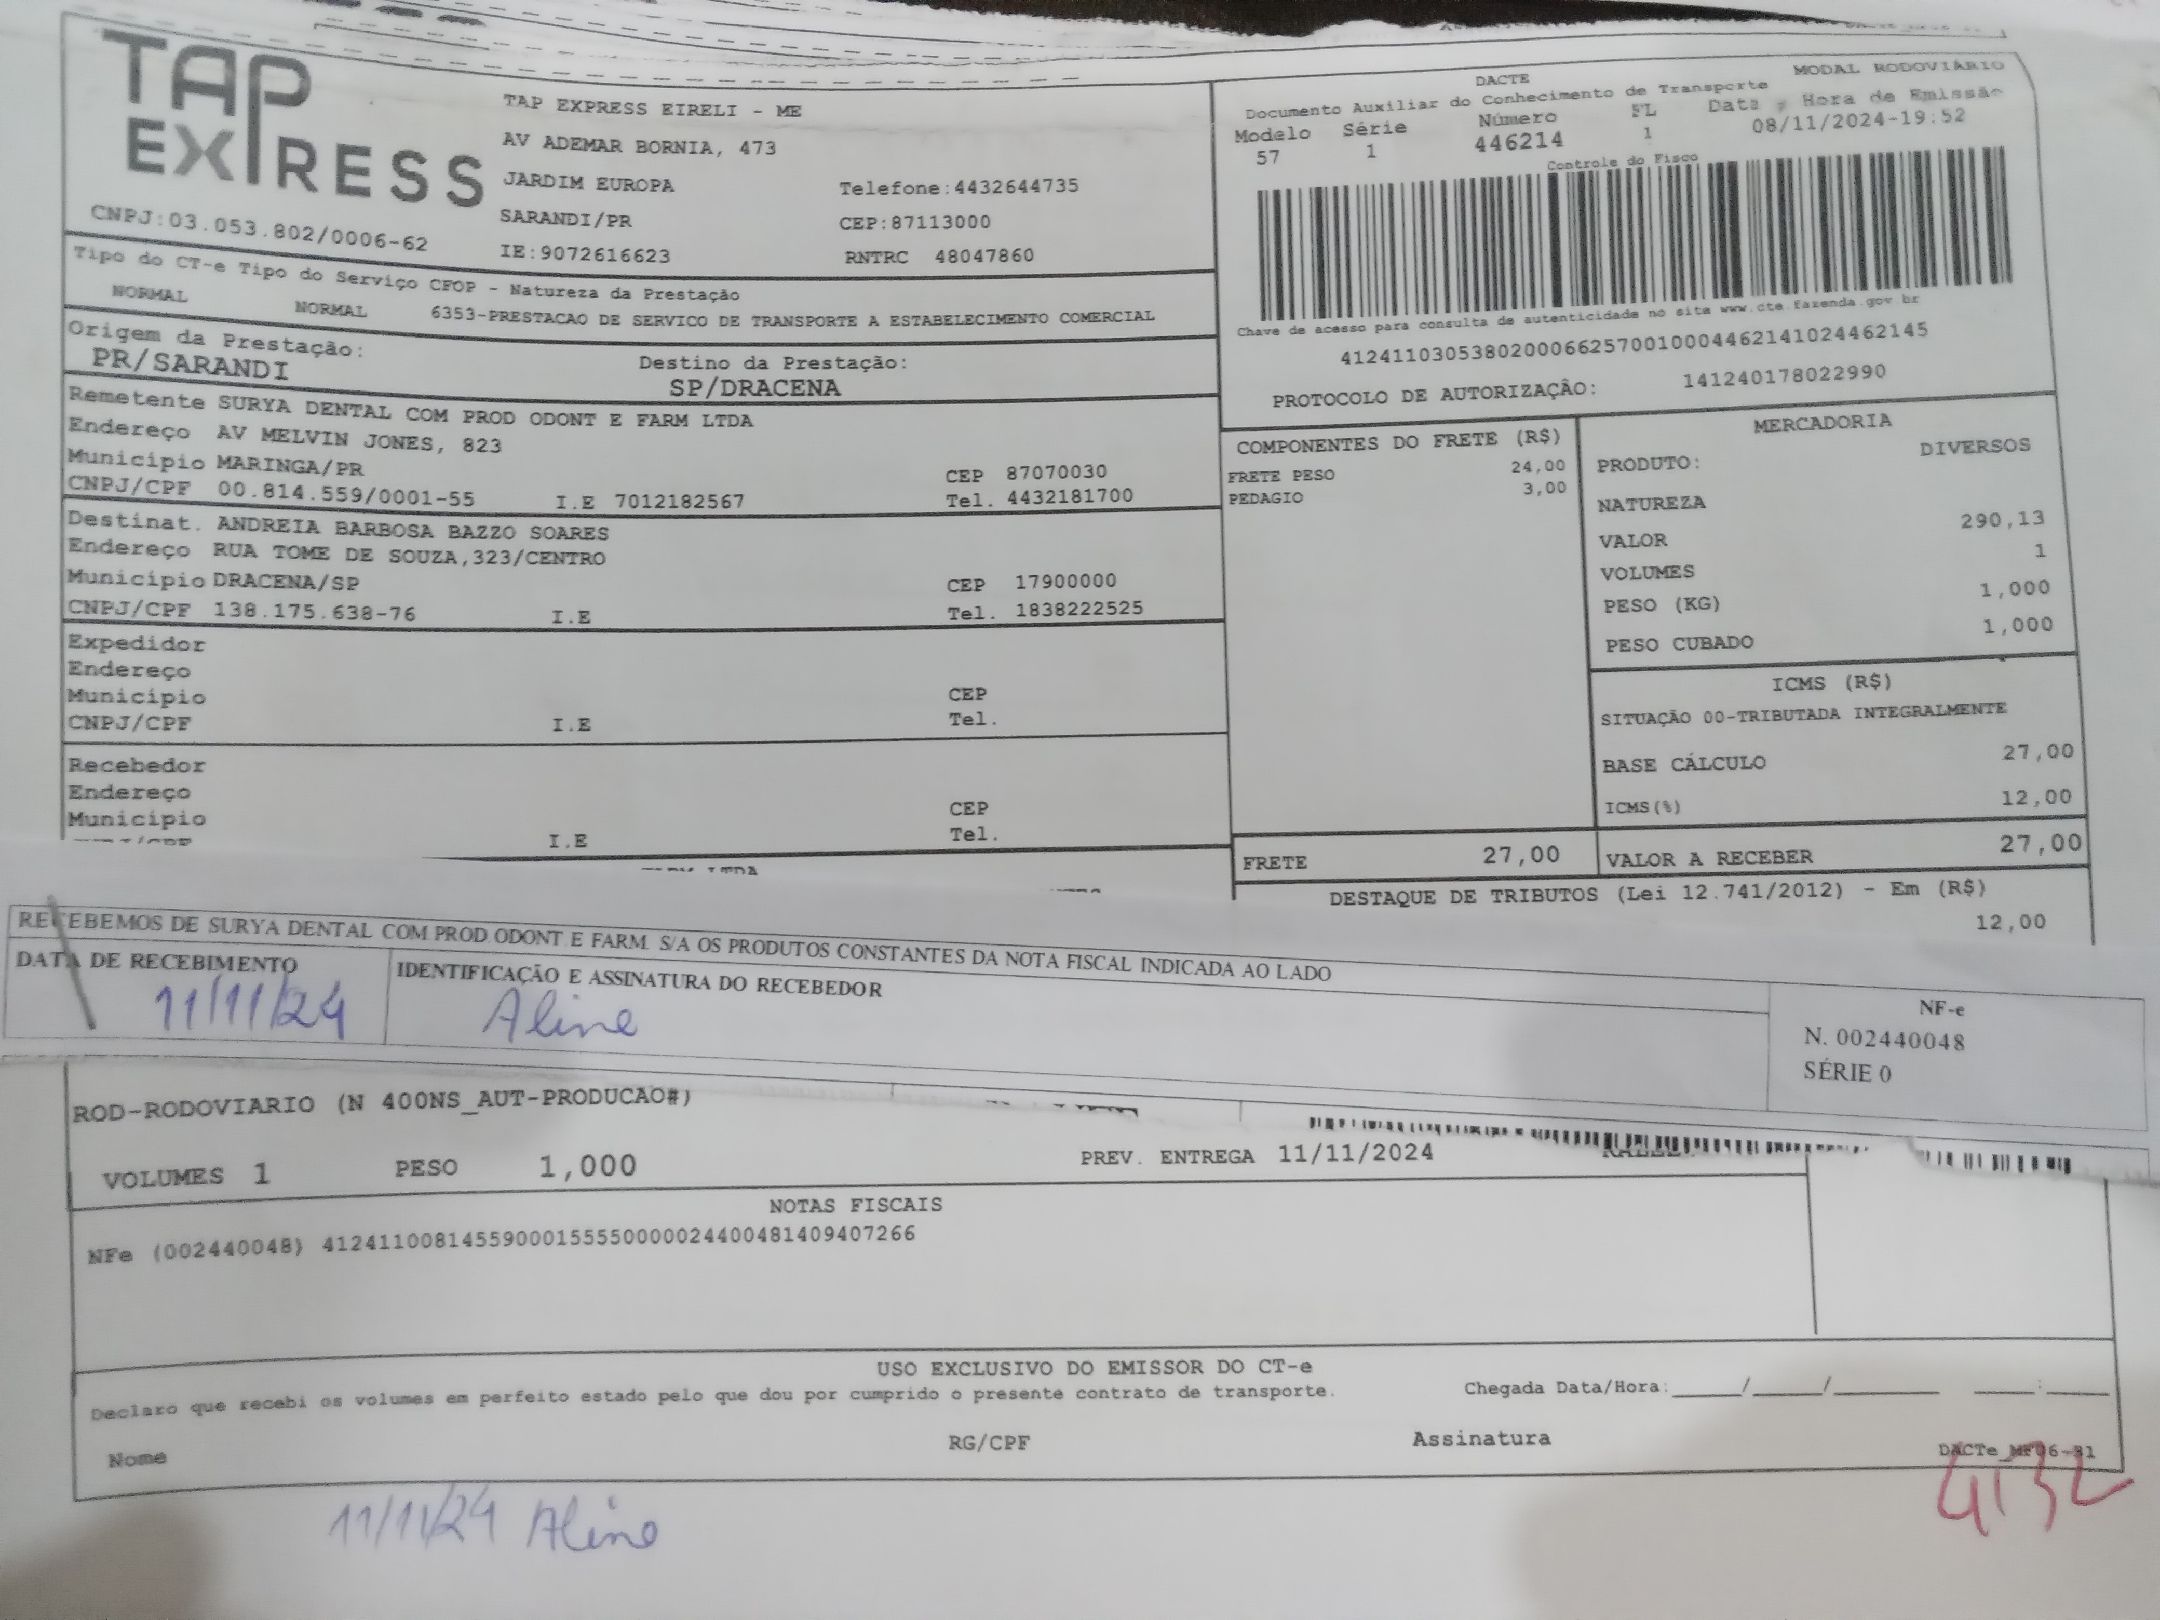 TAP EXPRESS
CNPJ:03.053.802/0006-62
TAP EXPRESS EIRELI - ME
AV ADEMAR BORNIA, 473
JARDIM EUROPA Telefone:4432644735
SARANDI/PR CEP:87113000
IE:9072616623 RNTRC 48047860
Tipo do CT-e Tipo do Serviço CFOP - Natureza da Prestação
NORMAL NORMAL 6353-PRESTACAO DE SERVICO DE TRANSPORTE A ESTABELECIMENTO COMERCIAL
Origem da Prestação: Destino da Prestação:
PR/SARANDI SP/DRACENA
Remetente SURYA DENTAL COM PROD ODONT E FARM LTDA
Endereço AV MELVIN JONES, 823
Município MARINGA/PR CEP 87070030
CNPJ/CPF 00.814.559/0001-55 I.E 7012182567 Tel. 4432181700
Destinat. ANDREIA BARBOSA BAZZO SOARES
Endereço RUA TOME DE SOUZA,323/CENTRO
Município DRACENA/SP CEP 17900000
CNPJ/CPF 138.175.638-76 I.E Tel. 1838222525
Expedidor
Endereço
Município CEP
CNPJ/CPF I.E Tel.
Recebedor
Endereço
Município CEP
I.E Tel.
DACTE MODAL RODOVIÁRIO
Documento Auxiliar do Conhecimento de Transporte
Modelo Série Número FL Data e Hora de Emissão
57 1 446214 1 08/11/2024-19:52
Controle do Fisco
Chave de acesso para consulta de autenticidade no site www.cte.fazenda.gov br
41241103053802000662570010004462141024462145
PROTOCOLO DE AUTORIZAÇÃO: 141240178022990
COMPONENTES DO FRETE (R$)
FRETE PESO 24,00
PEDAGIO 3,00
FRETE 27,00
MERCADORIA
PRODUTO: DIVERSOS
NATUREZA
VALOR 290,13
VOLUMES 1
PESO (KG) 1,000
PESO CUBADO 1,000
ICMS (R$)
SITUAÇÃO 00-TRIBUTADA INTEGRALMENTE
BASE CÁLCULO 27,00
ICMS(%) 12,00
VALOR A RECEBER 27,00
DESTAQUE DE TRIBUTOS (Lei 12.741/2012) - Em (R$)
12,00
RECEBEMOS DE SURYA DENTAL COM PROD ODONT E FARM S/A OS PRODUTOS CONSTANTES DA NOTA FISCAL INDICADA AO LADO
DATA DE RECEBIMENTO IDENTIFICAÇÃO E ASSINATURA DO RECEBEDOR
11/11/24 Aline
NF-e
N. 002440048
SÉRIE 0
ROD-RODOVIARIO (N 400NS_AUT-PRODUCAO#)
VOLUMES 1 PESO 1,000 PREV. ENTREGA 11/11/2024
NOTAS FISCAIS
NFe (002440048) 41241100814559000155550000024400481409407266
USO EXCLUSIVO DO EMISSOR DO CT-e
Declaro que recebi os volumes em perfeito estado pelo que dou por cumprido o presente contrato de transporte. Chegada Data/Hora:_____/_____/_______ ____:____
Nome RG/CPF Assinatura
11/11/24 Aline
4132